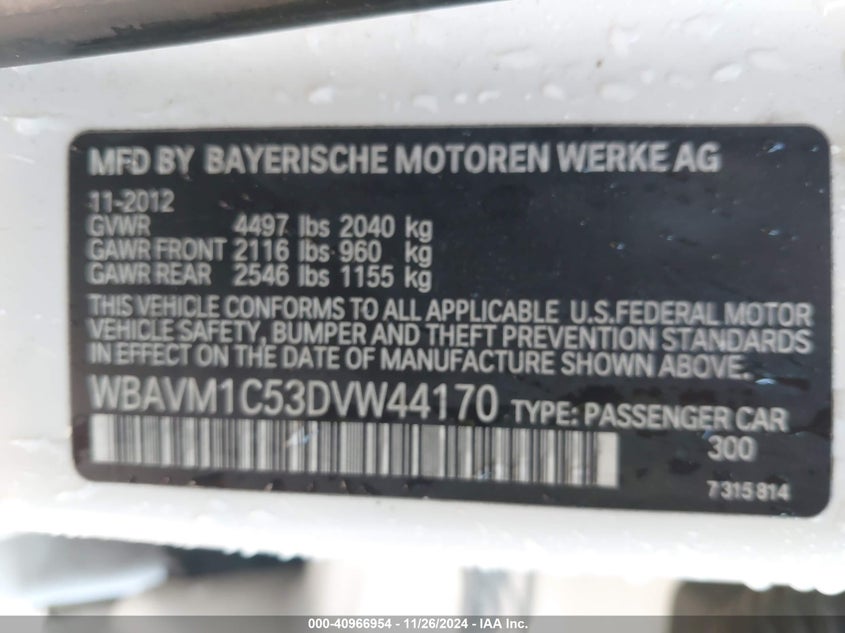 MFD BY BAYERISCHE MOTOREN WERKE AG
11-2012
GVWR 4497 lbs 2040 kg
GAWR FRONT 2116 lbs 960 kg
GAWR REAR 2546 lbs 1155 kg
THIS VEHICLE CONFORMS TO ALL APPLICABLE U.S.FEDERAL MOTOR
VEHICLE SAFETY, BUMPER AND THEFT PREVENTION STANDARDS
IN EFFECT ON THE DATE OF MANUFACTURE SHOWN ABOVE.
WBAVM1C53DVW44170 TYPE: PASSENGER CAR
300
7 315 814
000-40966954 - 11/26/2024 - IAA Inc.